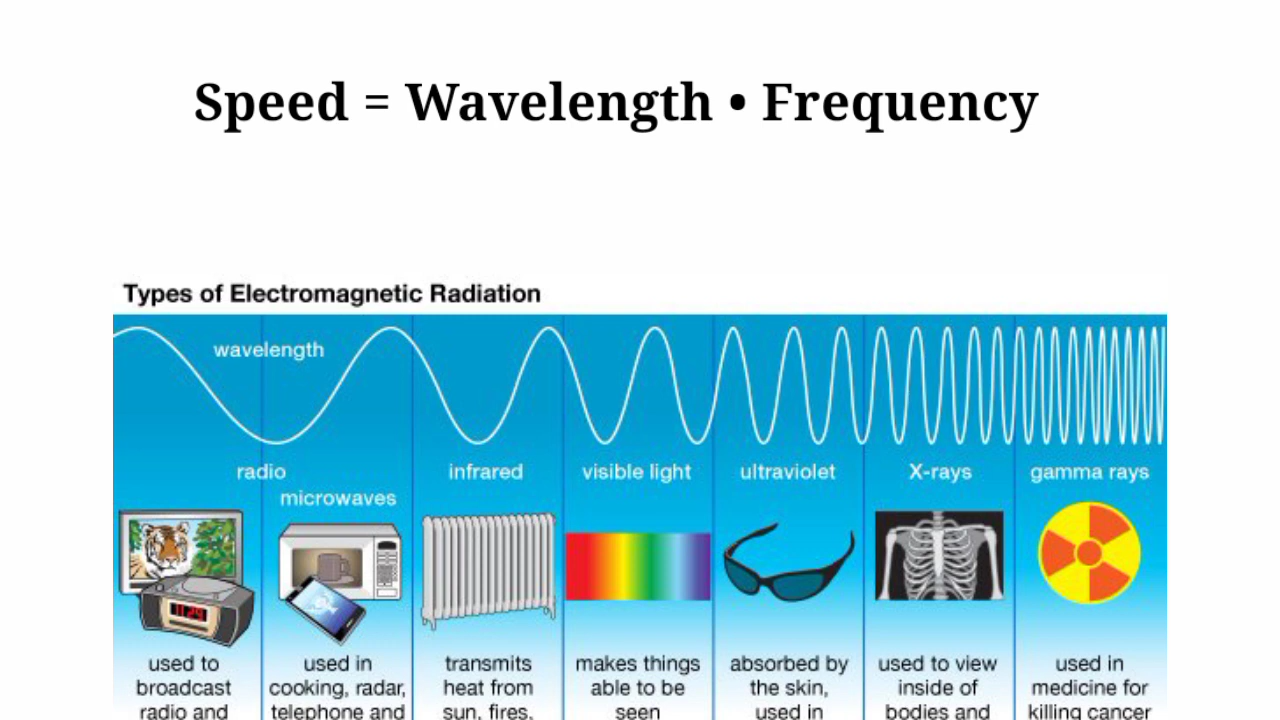 Speed = Wavelength • Frequency
Types of Electromagnetic Radiation
wavelength
radio
microwaves
infrared
visible light
ultraviolet
X-rays
gamma rays
11:29
used to
broadcast
radio and
used in
cooking, radar,
telephone and
transmits
heat from
sun, fires,
makes things
able to be
seen
absorbed by
the skin,
used in
used to view
inside of
bodies and
used in
medicine for
killing cancer